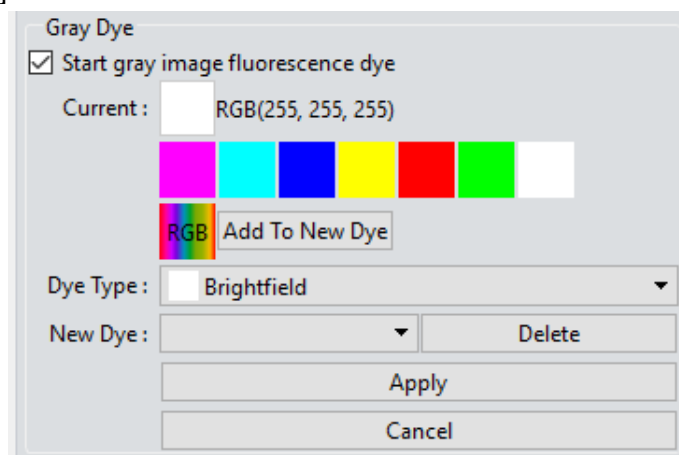 ]
Gray Dye
Start gray image fluorescence dye
Current : RGB(255, 255, 255)
RGB Add To New Dye
Dye Type : Brightfield
New Dye : Delete
Apply
Cancel